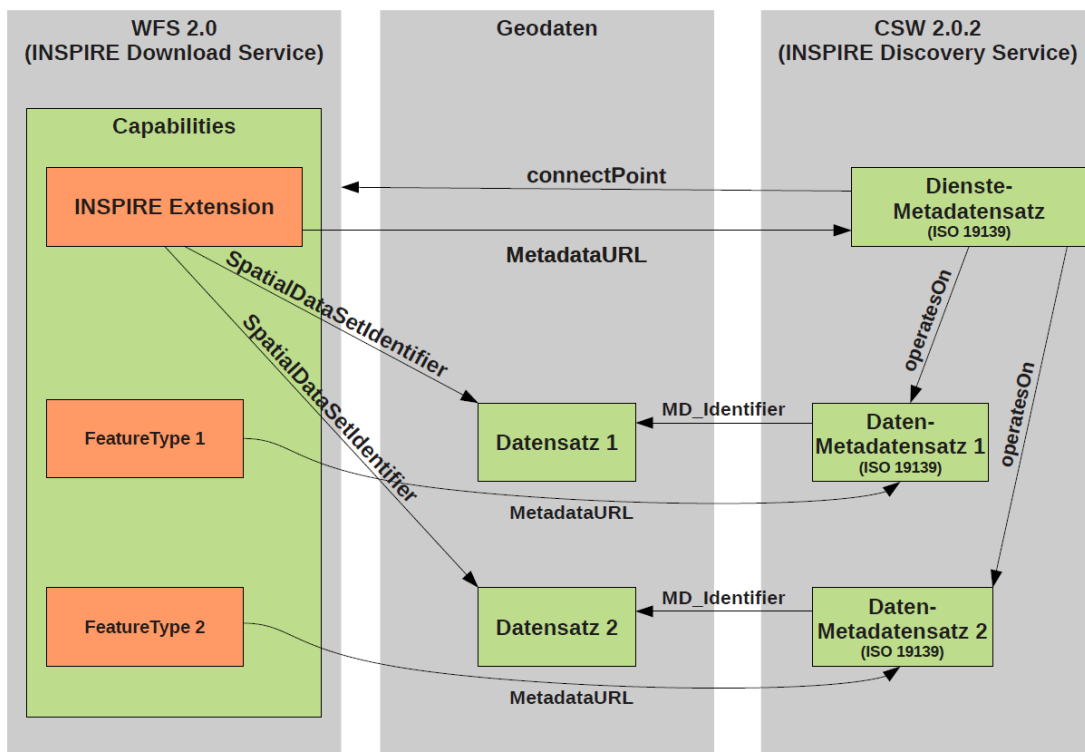 WFS 2.0
(INSPIRE Download Service)
Geodaten
CSW 2.0.2
(INSPIRE Discovery Service)
Capabilities
INSPIRE Extension
connectPoint
Dienste-
Metadatensatz
(ISO 19139)
MetadataURL
SpatialDataSetIdentifier
SpatialDataSetIdentifier
operatesOn
operatesOn
FeatureType 1
Datensatz 1
MD_Identifier
Daten-
Metadatensatz 1
(ISO 19139)
MetadataURL
FeatureType 2
Datensatz 2
MD_Identifier
Daten-
Metadatensatz 2
(ISO 19139)
MetadataURL